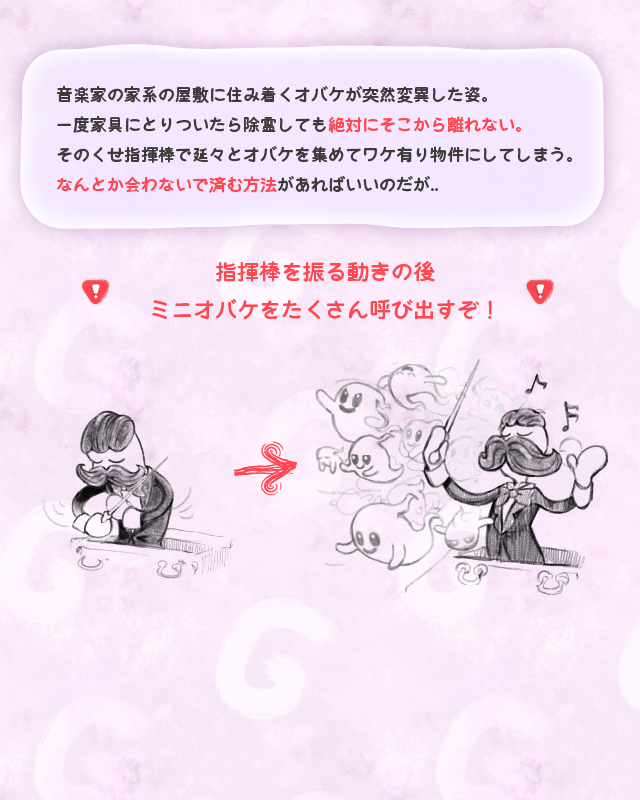 音楽家の家系の屋敷に住み着くオバケが突然変異した姿。
一度家具にとりついたら除霊しても絶対にそこから離れない。
そのくせ指揮棒で延々とオバケを集めてワケ有り物件にしてしまう。
なんとか会わないで済む方法があればいいのだが..
指揮棒を振る動きの後
ミニオバケをたくさん呼び出すぞ！